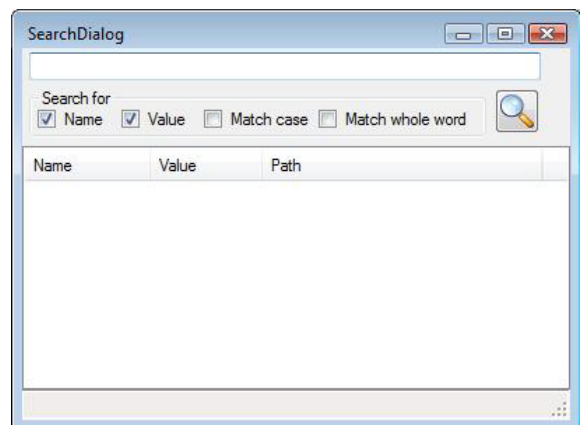 SearchDialog
Search for
Name Value Match case Match whole word
Name Value Path